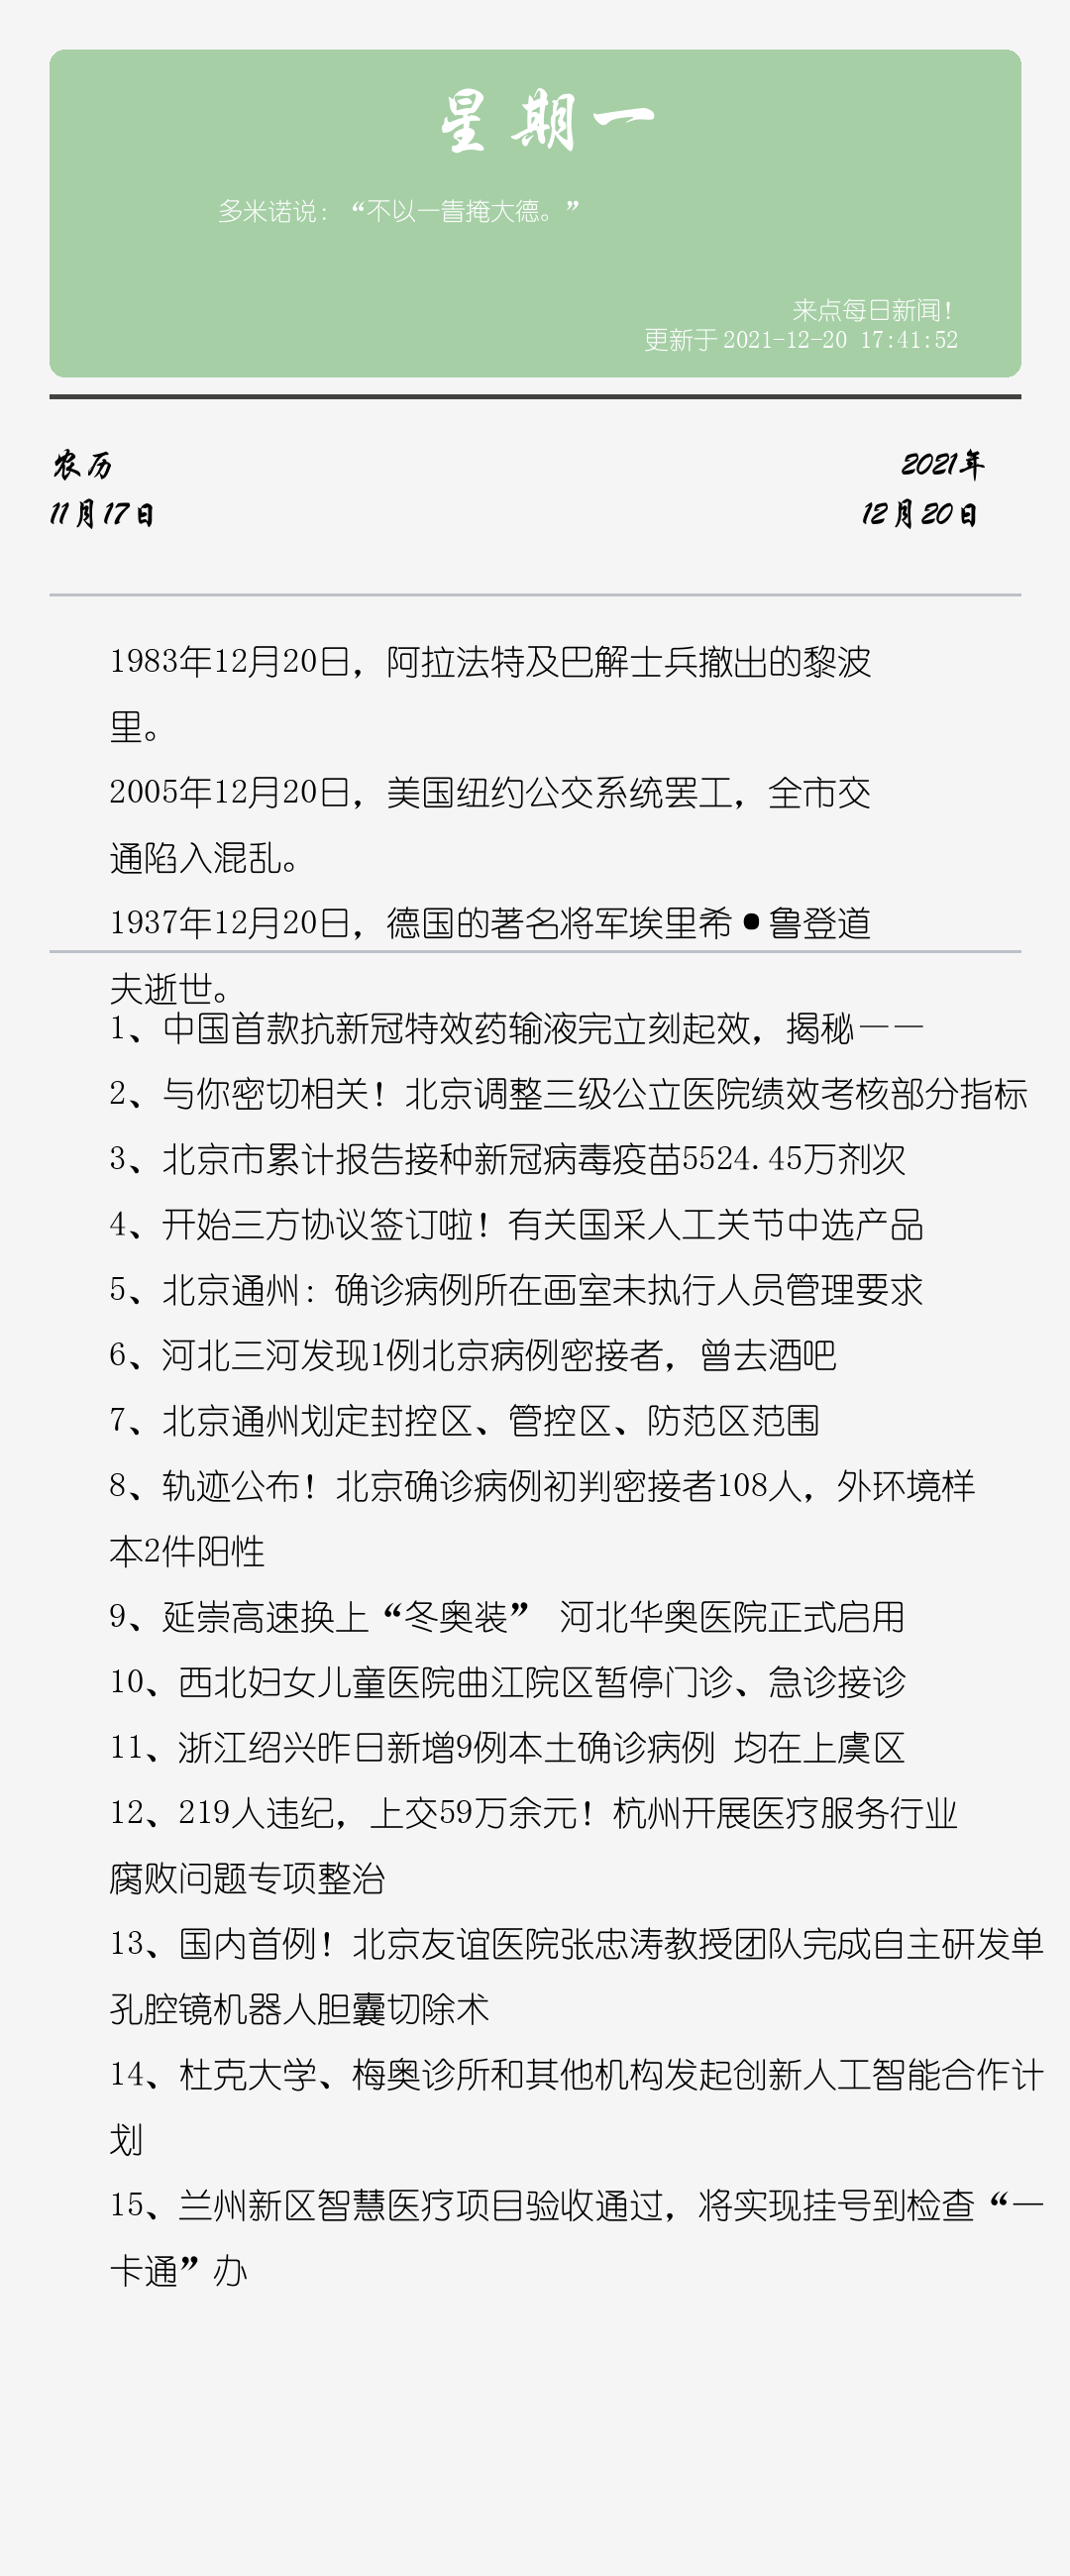 星期一
多米诺说：“不以一眚掩大德。”
来点每日新闻！
更新于 2021-12-20 17:41:52
农历
2021年
11月17日
12月20日
1983年12月20日，阿拉法特及巴解士兵撤出的黎波
里。
2005年12月20日，美国纽约公交系统罢工，全市交
通陷入混乱。
1937年12月20日，德国的著名将军埃里希•鲁登道
夫逝世。
1、中国首款抗新冠特效药输液完立刻起效，揭秘——
2、与你密切相关！北京调整三级公立医院绩效考核部分指标
3、北京市累计报告接种新冠病毒疫苗5524.45万剂次
4、开始三方协议签订啦！有关国采人工关节中选产品
5、北京通州：确诊病例所在画室未执行人员管理要求
6、河北三河发现1例北京病例密接者，曾去酒吧
7、北京通州划定封控区、管控区、防范区范围
8、轨迹公布！北京确诊病例初判密接者108人，外环境样
本2件阳性
9、延崇高速换上“冬奥装” 河北华奥医院正式启用
10、西北妇女儿童医院曲江院区暂停门诊、急诊接诊
11、浙江绍兴昨日新增9例本土确诊病例 均在上虞区
12、219人违纪，上交59万余元！杭州开展医疗服务行业
腐败问题专项整治
13、国内首例！北京友谊医院张忠涛教授团队完成自主研发单
孔腔镜机器人胆囊切除术
14、杜克大学、梅奥诊所和其他机构发起创新人工智能合作计
划
15、兰州新区智慧医疗项目验收通过，将实现挂号到检查“一
卡通”办